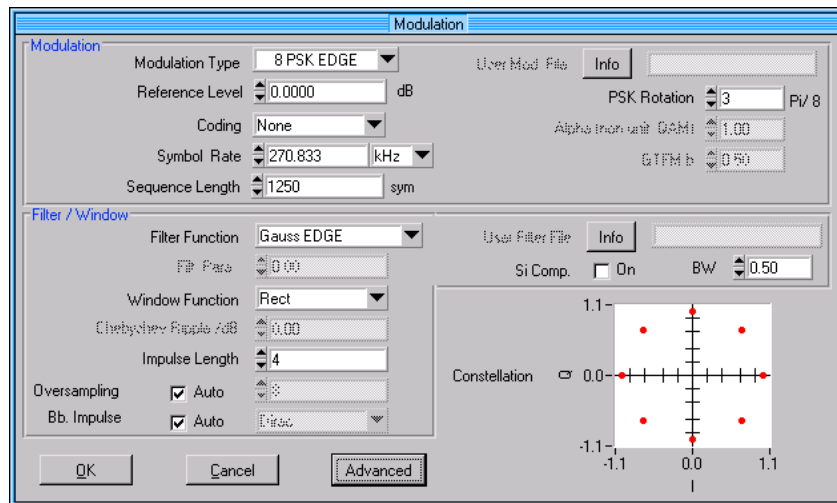 Modulation
Modulation
Modulation Type 8 PSK EDGE User Mod. File Info
Reference Level 0.0000 dB PSK Rotation 3 Pi/ 8
Coding None Alpha (non unit QAM) 1.00
Symbol Rate 270.833 kHz GTFM b 0.50
Sequence Length 1250 sym
Filter / Window
Filter Function Gauss EDGE User Filter File Info
Filt Para 0.00 Si Comp. On BW 0.50
Window Function Rect
Chebychev Ripple /dB 0.00
Impulse Length 4
Oversampling Auto 8
Bb. Impulse Auto Dirac
Constellation
Q
1.1
0.0
-1.1
-1.1 0.0 1.1
I
OK Cancel Advanced